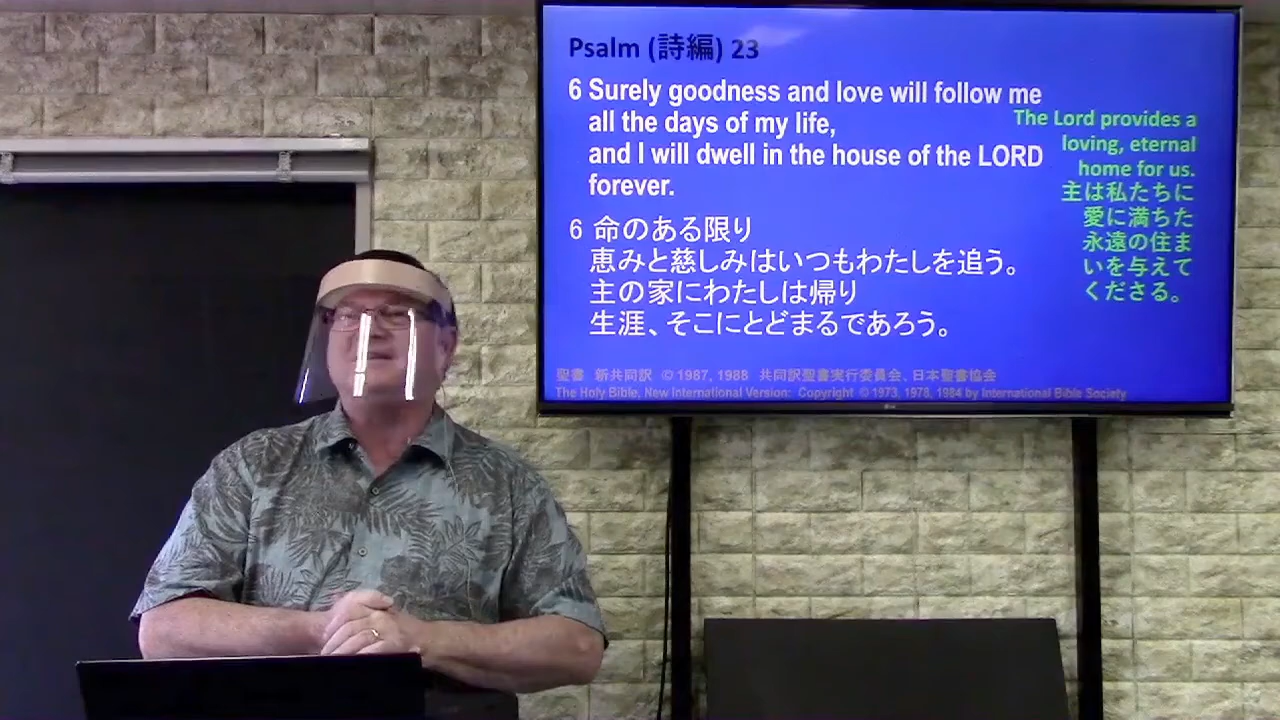 Psalm (詩編) 23
6 Surely goodness and love will follow me
all the days of my life,
and I will dwell in the house of the LORD
forever.
The Lord provides a
loving, eternal
home for us.
主は私たちに
愛に満ちた
永遠の住ま
いを与えて
くださる。
6 命のある限り
恵みと慈しみはいつもわたしを追う。
主の家にわたしは帰り
生涯、そこにとどまるであろう。
聖書 新共同訳 © 1987, 1988 共同訳聖書実行委員会、日本聖書協会
The Holy Bible, New International Version: Copyright © 1973, 1978, 1984 by International Bible Society
LG